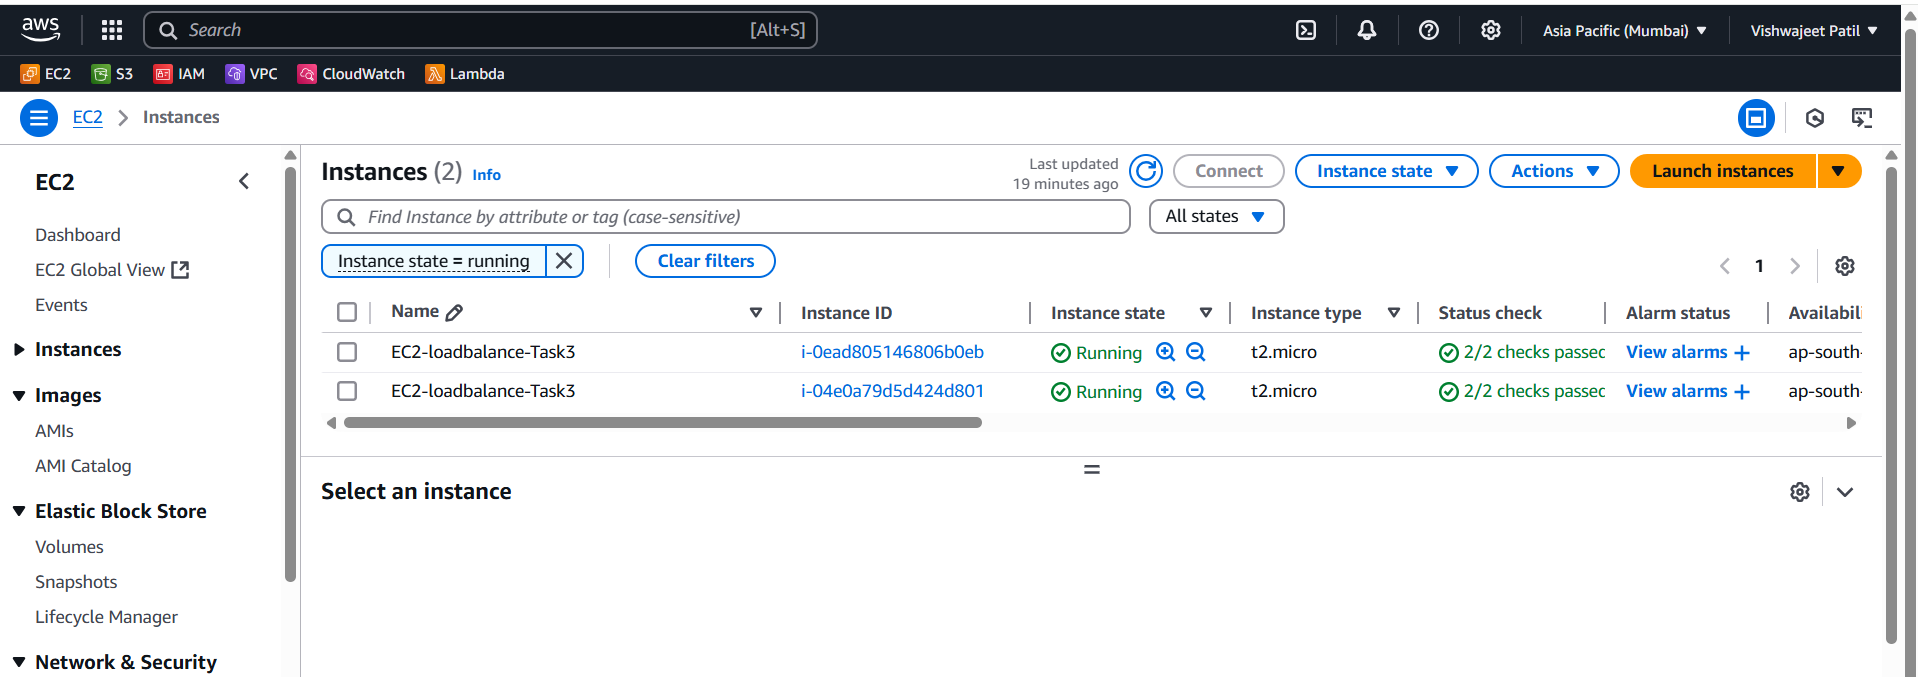 aws Search [Alt+S] Asia Pacific (Mumbai) Vishwajeet Patil
EC2 S3 IAM VPC CloudWatch Lambda
EC2 Instances
EC2
Dashboard
EC2 Global View
Events
Instances
Images
AMIs
AMI Catalog
Elastic Block Store
Volumes
Snapshots
Lifecycle Manager
Network & Security
Instances (2) Info
Last updated
19 minutes ago
Connect Instance state Actions Launch instances
Find Instance by attribute or tag (case-sensitive) All states
Instance state = running Clear filters
1
Name Instance ID Instance state Instance type Status check Alarm status Availabil
EC2-loadbalance-Task3 i-0ead805146806b0eb Running t2.micro 2/2 checks passed View alarms + ap-south-
EC2-loadbalance-Task3 i-04e0a79d5d424d801 Running t2.micro 2/2 checks passed View alarms + ap-south-
Select an instance